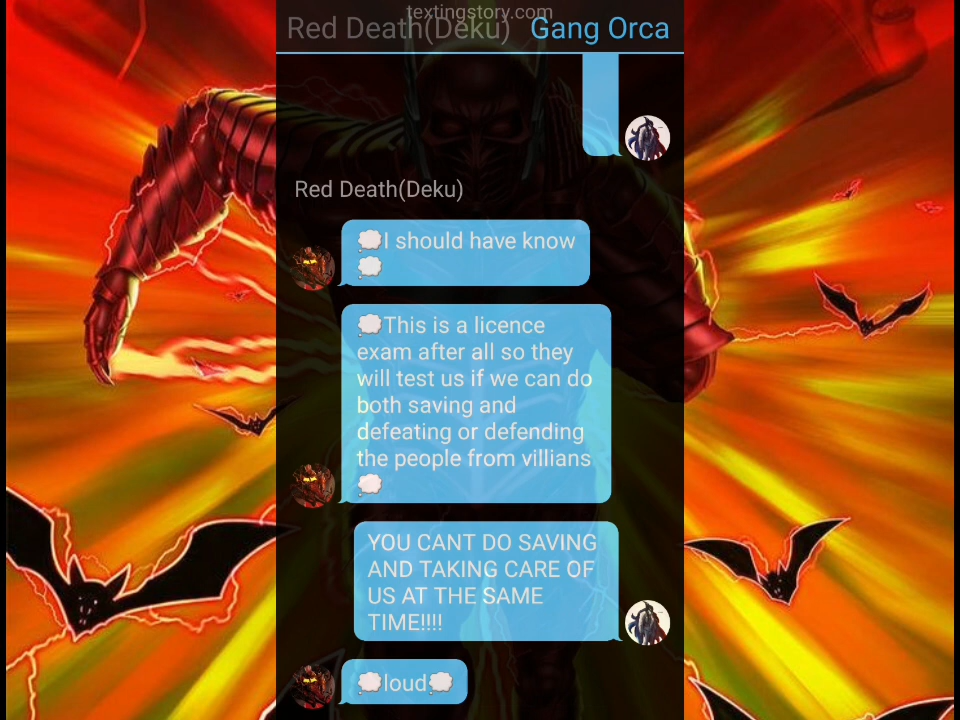 textingstory.com
Red Death(Deku) Gang Orca
Red Death(Deku)
💭I should have know
💭
💭This is a licence
exam after all so they
will test us if we can do
both saving and
defeating or defending
the people from villians
💭
YOU CANT DO SAVING
AND TAKING CARE OF
US AT THE SAME
TIME!!!!
💭loud💭